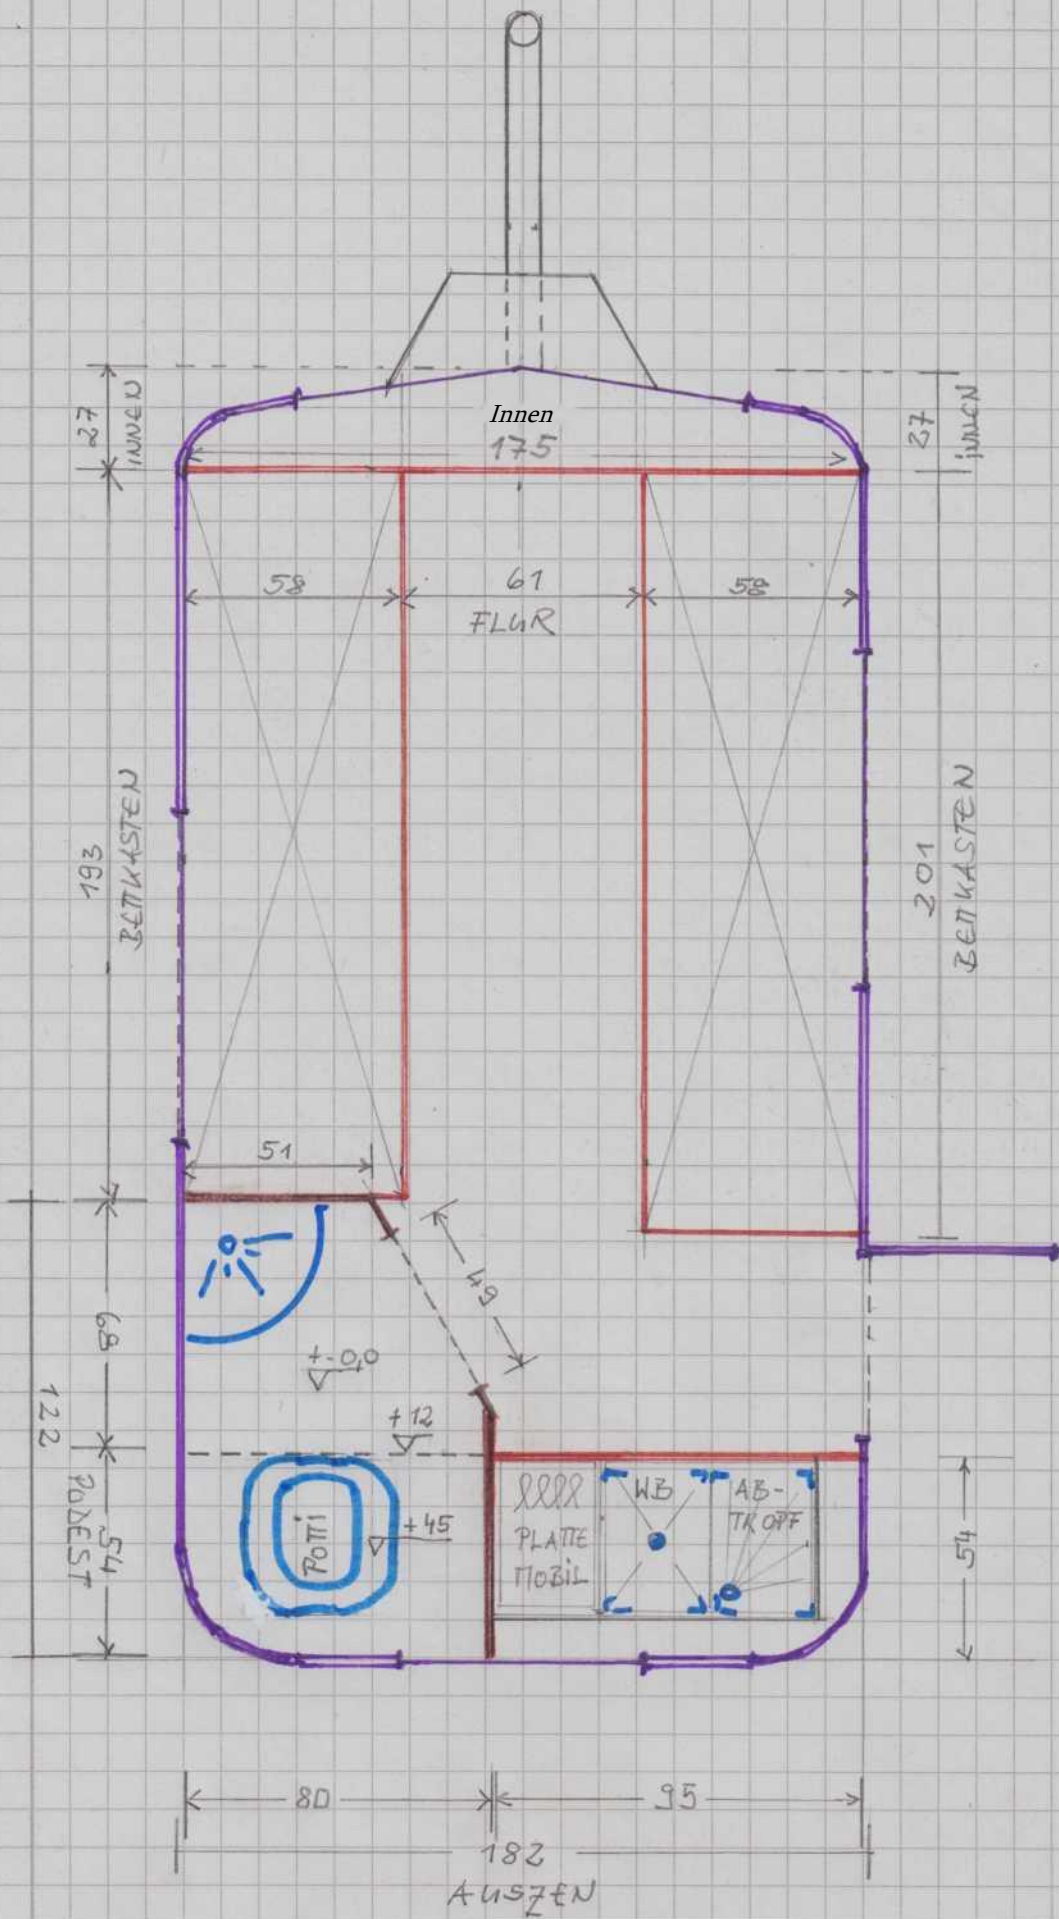 Innen
175
27
INNEN
27
INNEN
58
61
58
FLUR
193
BETTKASTEN
201
BETTKASTEN
51
49
68
+-0,0
122
+12
WB
AB-
TROPF
PLATTE
MOBIL
POTTI
+45
54
PODEST
54
80
95
182
AUSZEN